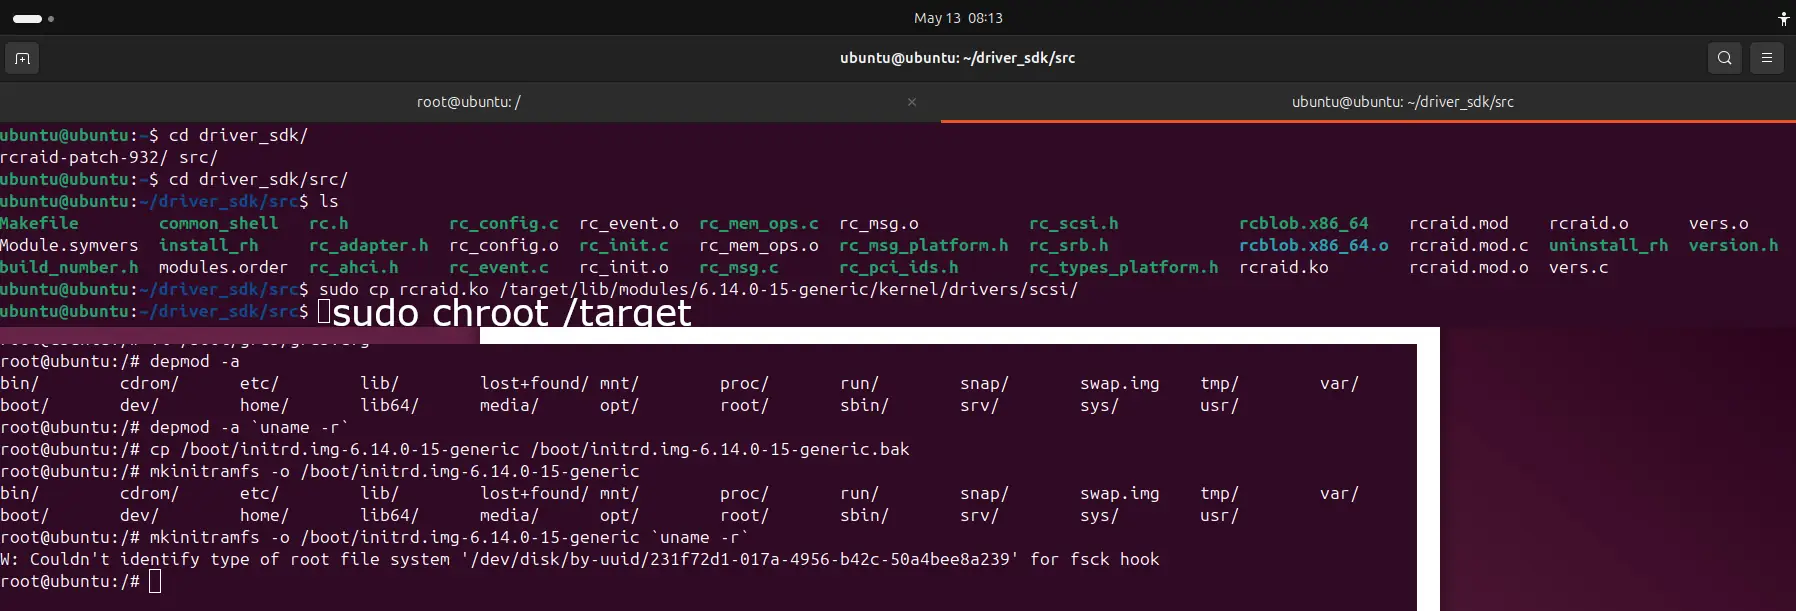 May 13 08:13
ubuntu@ubuntu: ~/driver_sdk/src
root@ubuntu: / × ubuntu@ubuntu: ~/driver_sdk/src
ubuntu@ubuntu:~$ cd driver_sdk/
rcraid-patch-932/ src/
ubuntu@ubuntu:~$ cd driver_sdk/src/
ubuntu@ubuntu:~/driver_sdk/src$ ls
Makefile common_shell rc.h rc_config.c rc_event.o rc_mem_ops.c rc_msg.o rc_scsi.h rcblob.x86_64 rcraid.mod rcraid.o vers.o
Module.symvers install_rh rc_adapter.h rc_config.o rc_init.c rc_mem_ops.o rc_msg_platform.h rc_srb.h rcblob.x86_64.o rcraid.mod.c uninstall_rh version.h
build_number.h modules.order rc_ahci.h rc_event.c rc_init.o rc_msg.c rc_pci_ids.h rc_types_platform.h rcraid.ko rcraid.mod.o vers.c
ubuntu@ubuntu:~/driver_sdk/src$ sudo cp rcraid.ko /target/lib/modules/6.14.0-15-generic/kernel/drivers/scsi/
ubuntu@ubuntu:~/driver_sdk/src$ sudo chroot /target
root@ubuntu:/# depmod -a
bin/ cdrom/ etc/ lib/ lost+found/ mnt/ proc/ run/ snap/ swap.img tmp/ var/
boot/ dev/ home/ lib64/ media/ opt/ root/ sbin/ srv/ sys/ usr/
root@ubuntu:/# depmod -a `uname -r`
root@ubuntu:/# cp /boot/initrd.img-6.14.0-15-generic /boot/initrd.img-6.14.0-15-generic.bak
root@ubuntu:/# mkinitramfs -o /boot/initrd.img-6.14.0-15-generic
bin/ cdrom/ etc/ lib/ lost+found/ mnt/ proc/ run/ snap/ swap.img tmp/ var/
boot/ dev/ home/ lib64/ media/ opt/ root/ sbin/ srv/ sys/ usr/
root@ubuntu:/# mkinitramfs -o /boot/initrd.img-6.14.0-15-generic `uname -r`
W: Couldn't identify type of root file system '/dev/disk/by-uuid/231f72d1-017a-4956-b42c-50a4bee8a239' for fsck hook
root@ubuntu:/#